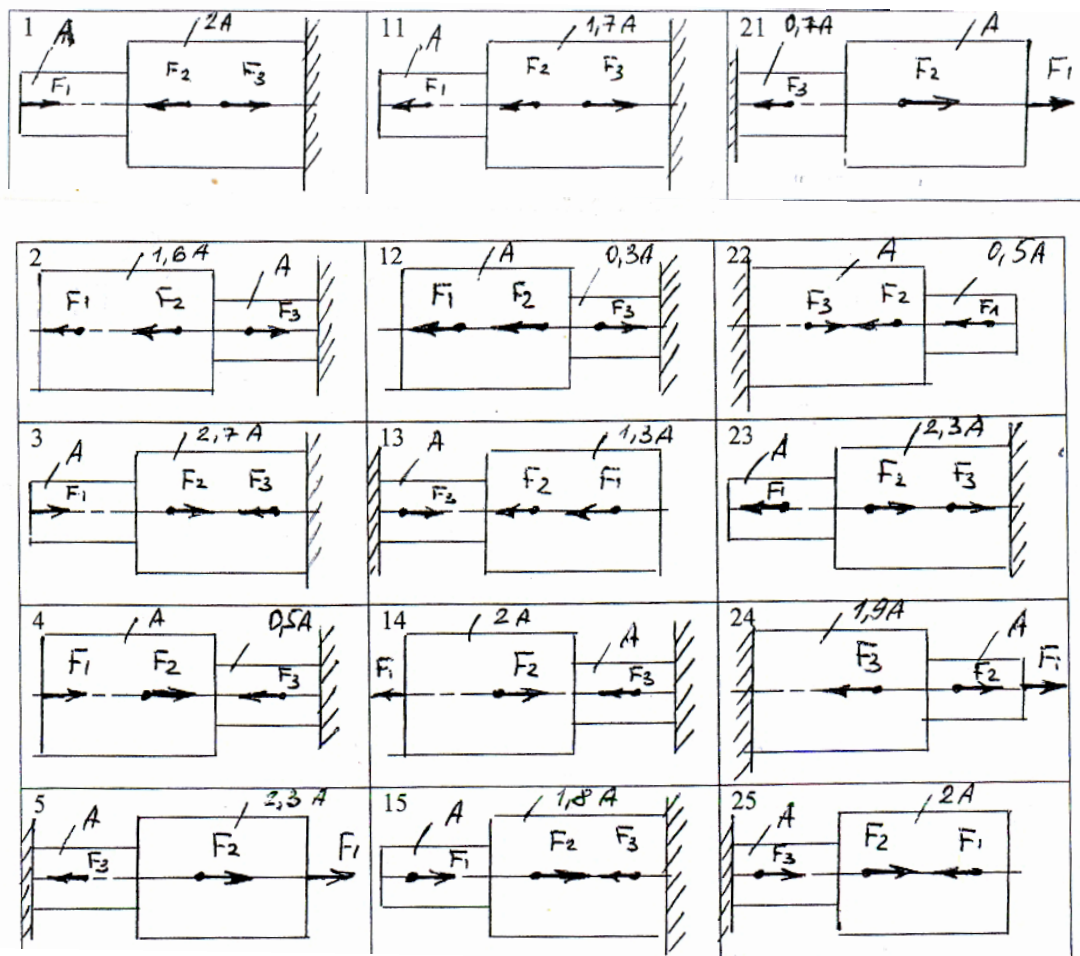 1 A 2A
F1 F2 F3
11 A 1,7A
F1 F2 F3
21 0,7A A
F3 F2 F1
2 1,6A A
F1 F2 F3
12 A 0,3A
F1 F2 F3
22 A 0,5A
F3 F2 F1
3 A 2,7A
F1 F2 F3
13 A 1,3A
F3 F2 F1
23 A 2,3A
F1 F2 F3
4 A 0,5A
F1 F2 F3
14 2A A
F1 F2 F3
24 1,9A A
F3 F2 F1
5 A 2,3A
F3 F2 F1
15 A 1,8A
F1 F2 F3
25 A 2A
F3 F2 F1